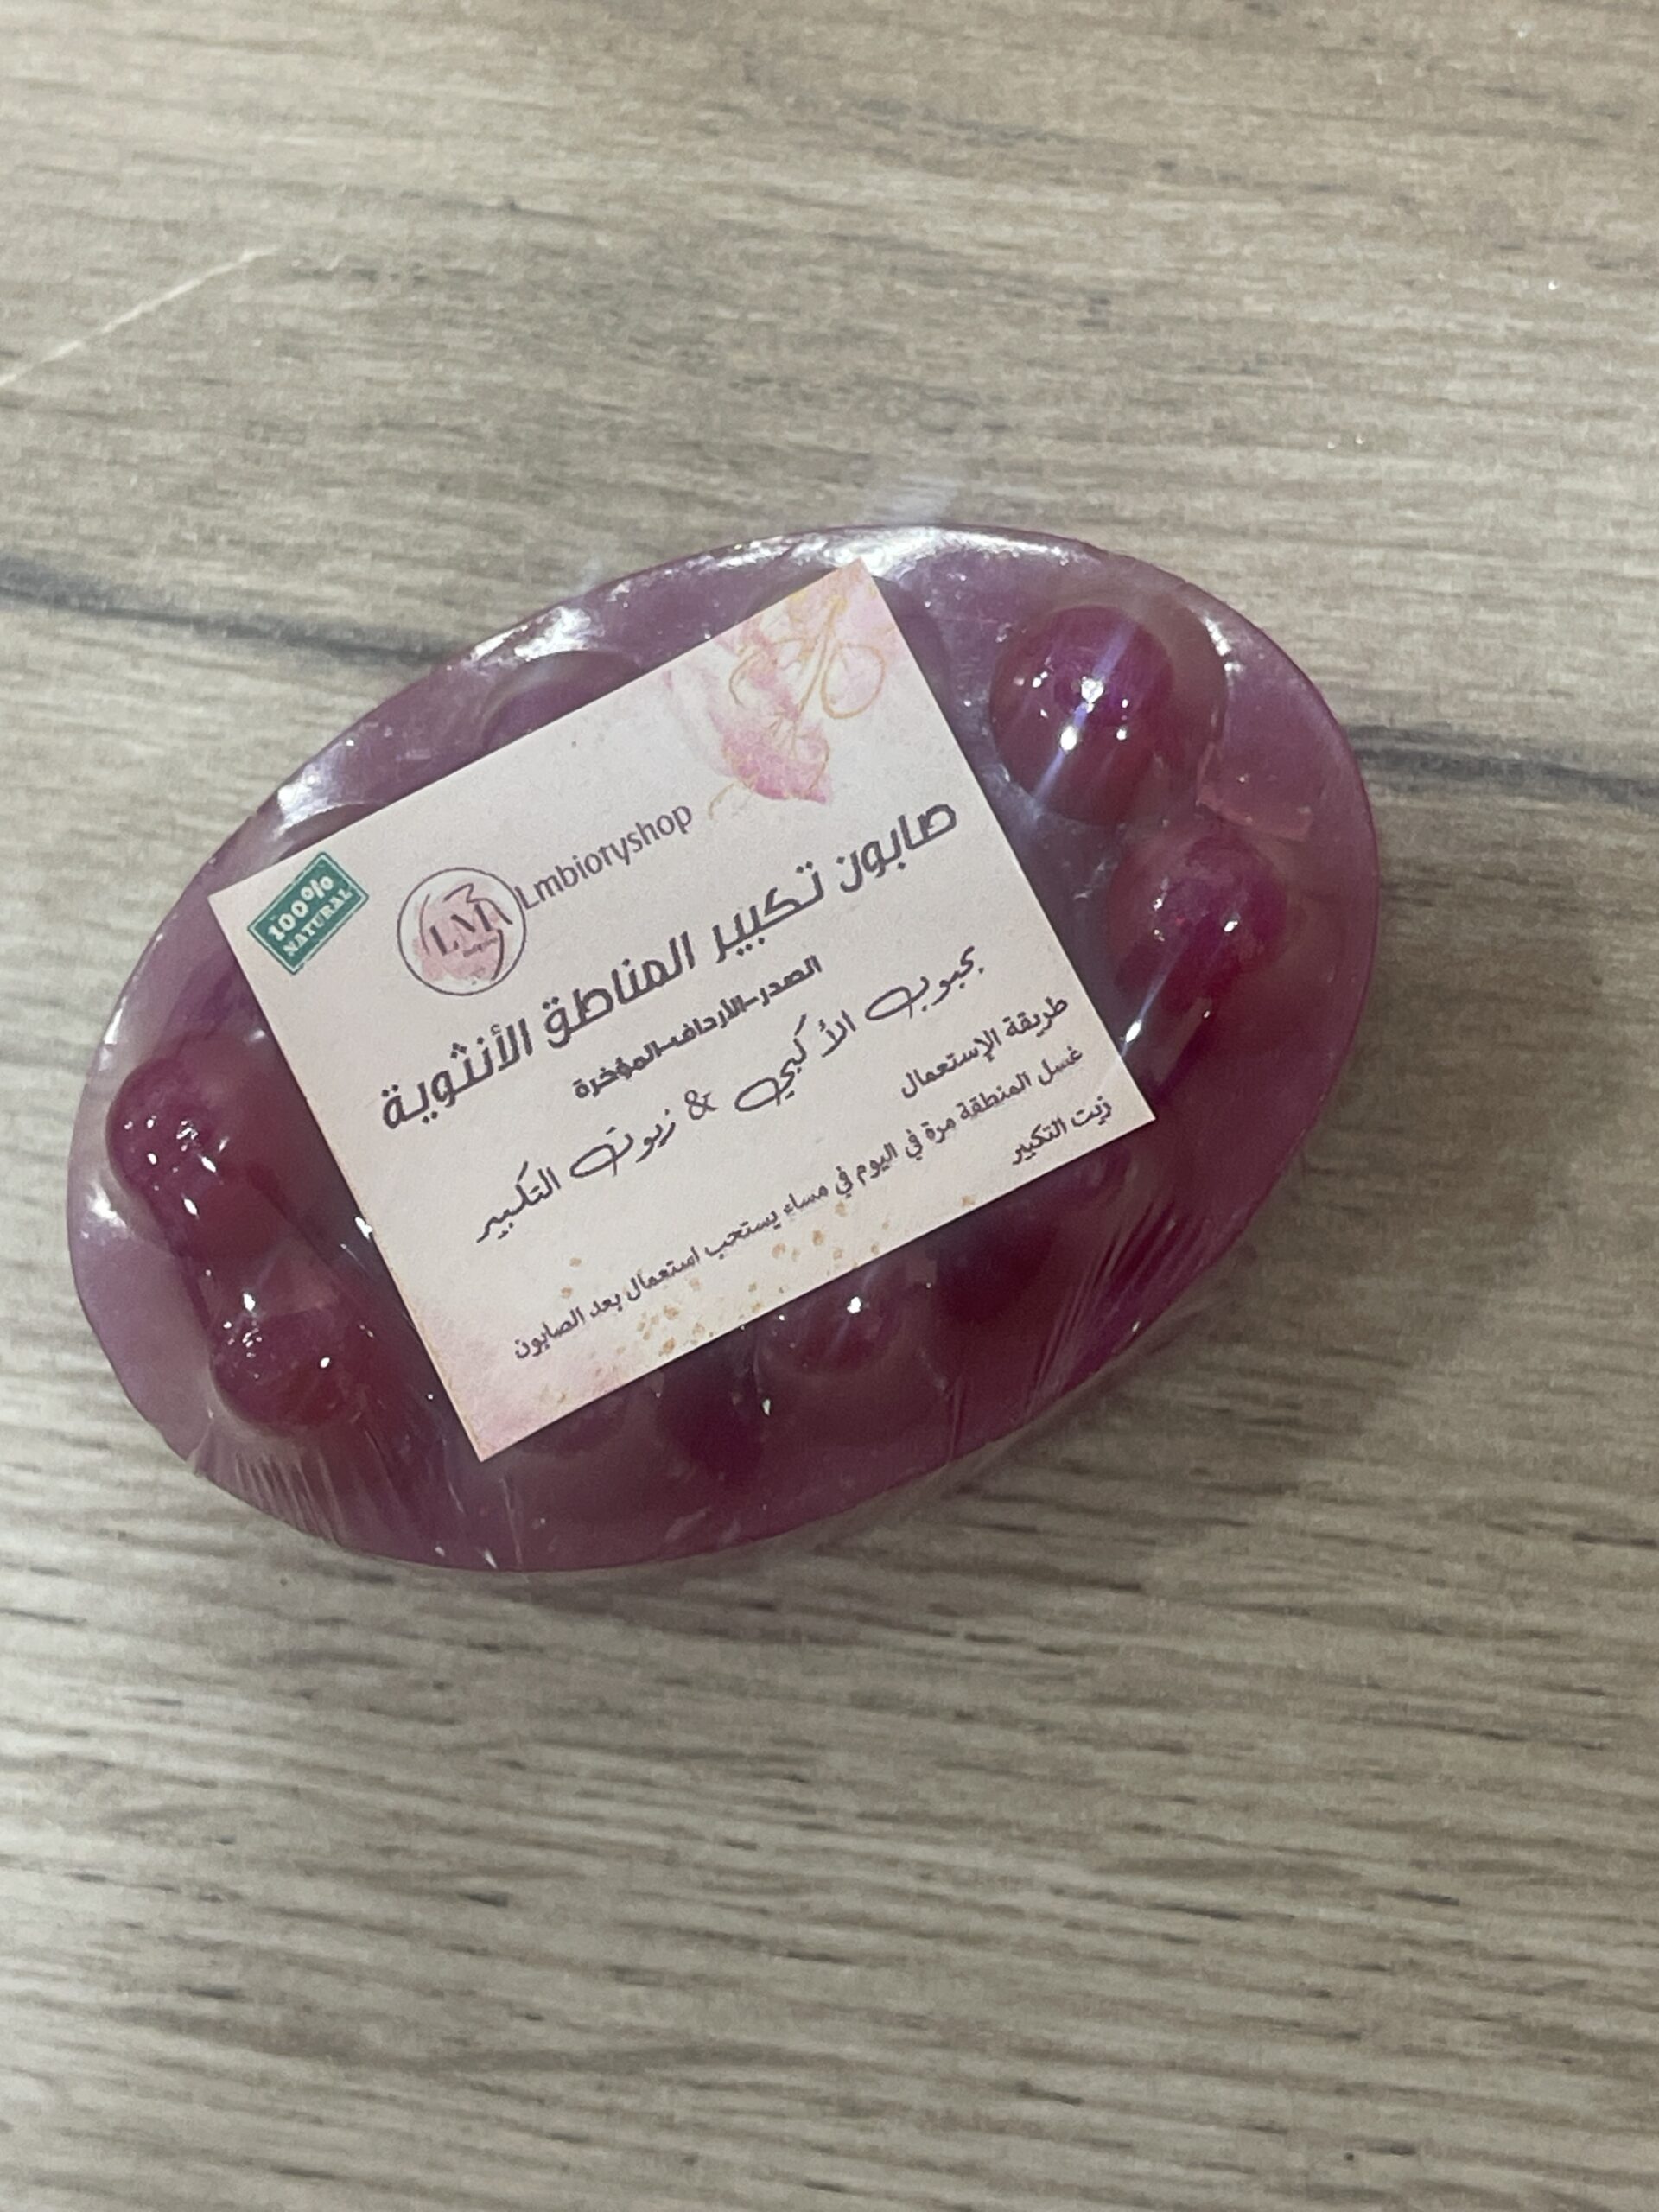 100%
NATURAL
LM
Lmbiotyshop
صابون تكبير المناطق الأنثوية
الصدر-الأرداف-المؤخرة
بحبوب الأكبي & زيوت التكبير
طريقة الإستعمال
غسل المنطقة مرة في اليوم في مساء يستحب استعمال بعد الصابون
زيت التكبير